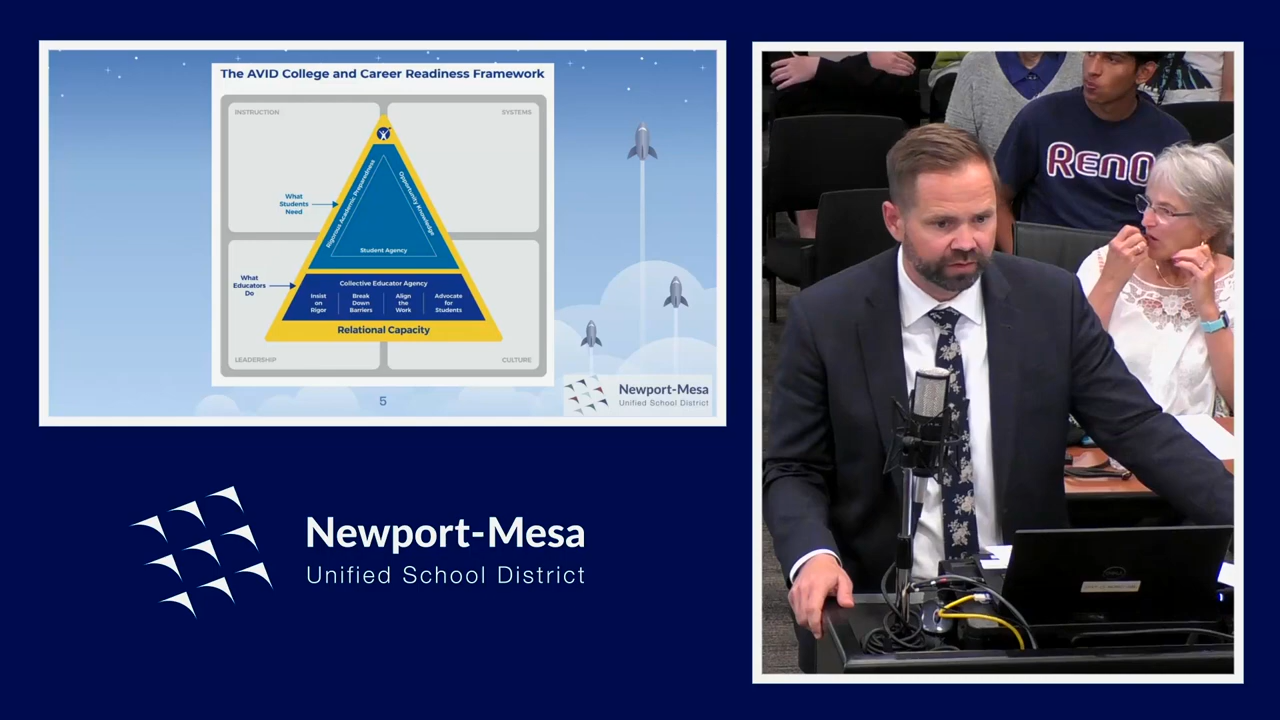 The AVID College and Career Readiness Framework
INSTRUCTION
SYSTEMS
What
Students
Need
Rigorous Academic Preparedness
Opportunity Knowledge
Student Agency
What
Educators
Do
Collective Educator Agency
Insist
on
Rigor
Break
Down
Barriers
Align
the
Work
Advocate
for
Students
Relational Capacity
LEADERSHIP
CULTURE
5
Newport-Mesa
Unified School District
Newport-Mesa
Unified School District
RENO
DELL